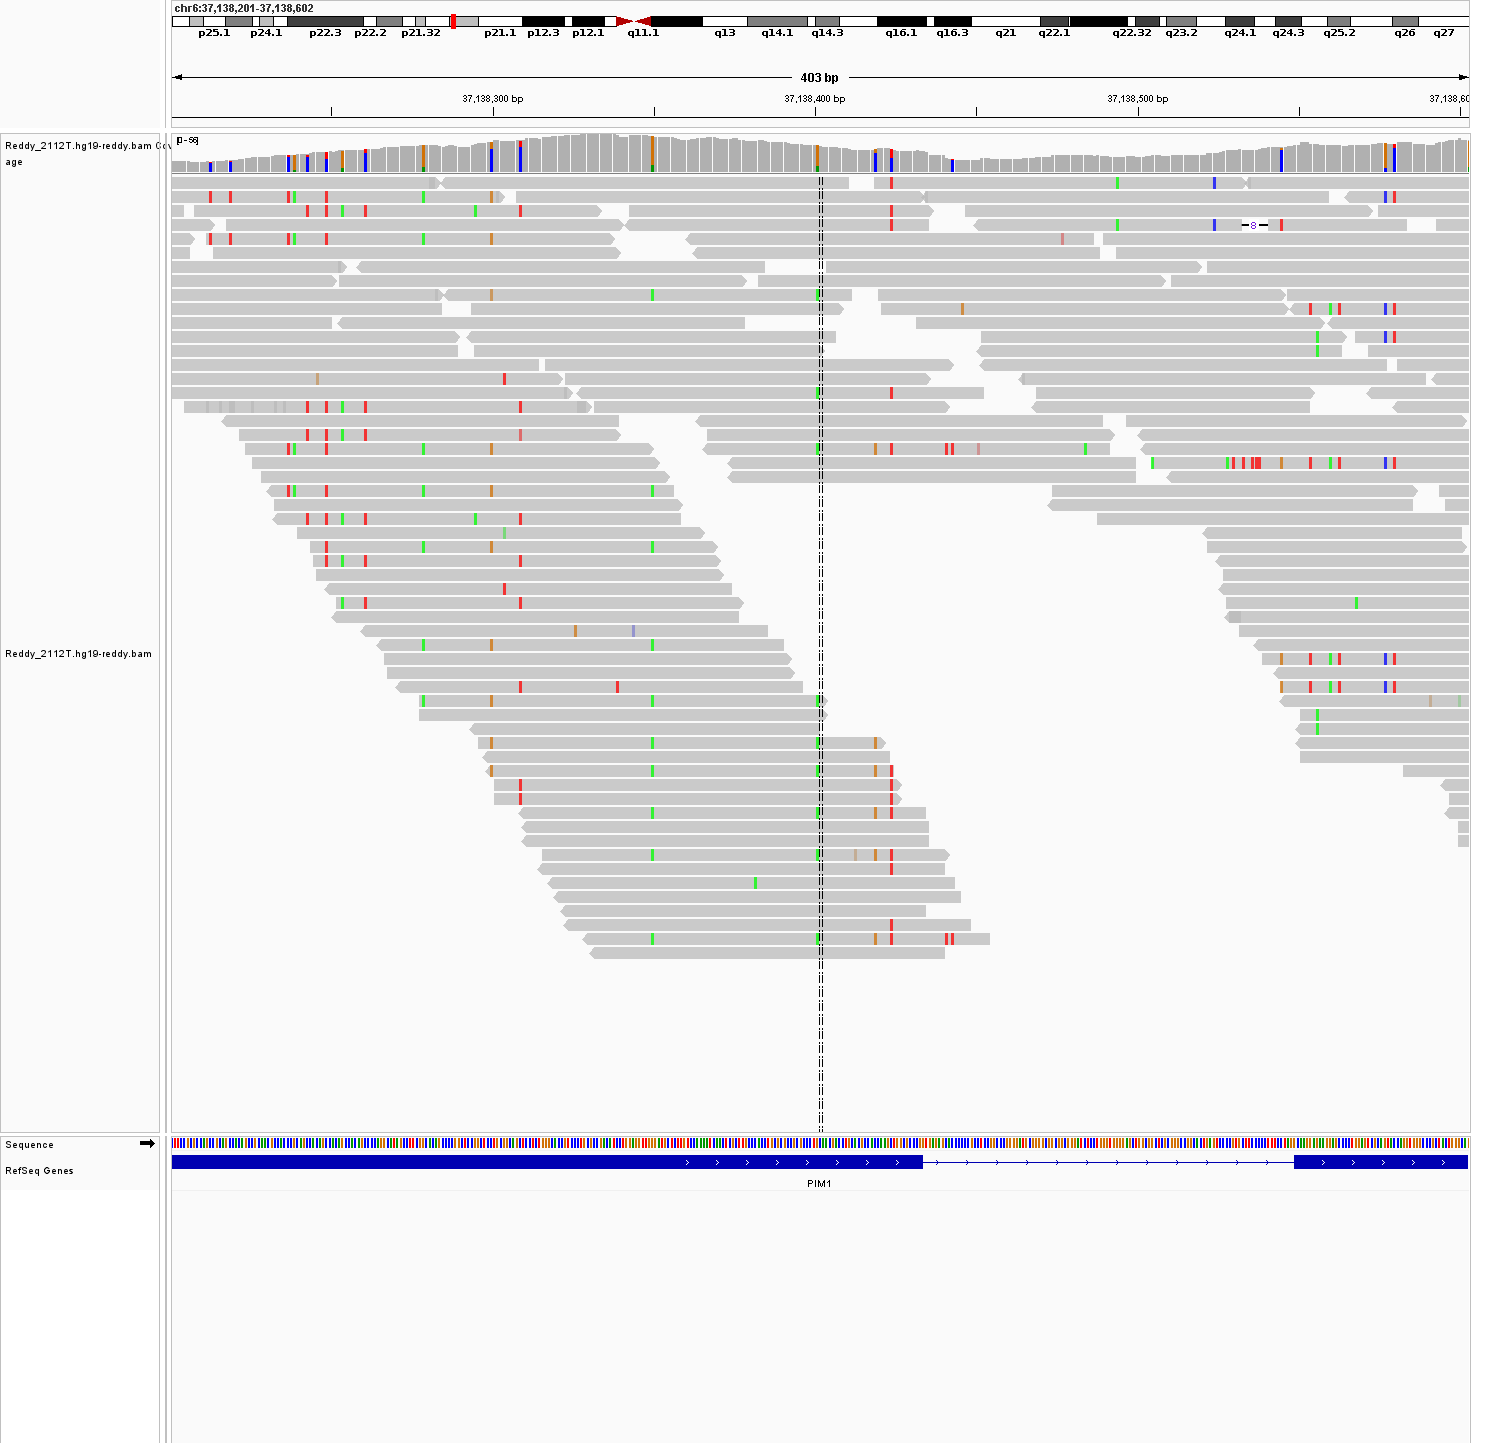 chr6:37,138,201-37,138,602
p25.1 p24.1 p22.3 p22.2 p21.32 p21.1 p12.3 p12.1 q11.1 q13 q14.1 q14.3 q16.1 q16.3 q21 q22.1 q22.32 q23.2 q24.1 q24.3 q25.2 q26 q27
403 bp
37,138,300 bp 37,138,400 bp 37,138,500 bp 37,138,60
Reddy_2112T.hg19-reddy.bam Cov
age
[0-56]
8
Reddy_2112T.hg19-reddy.bam
Sequence
RefSeq Genes
PIM1